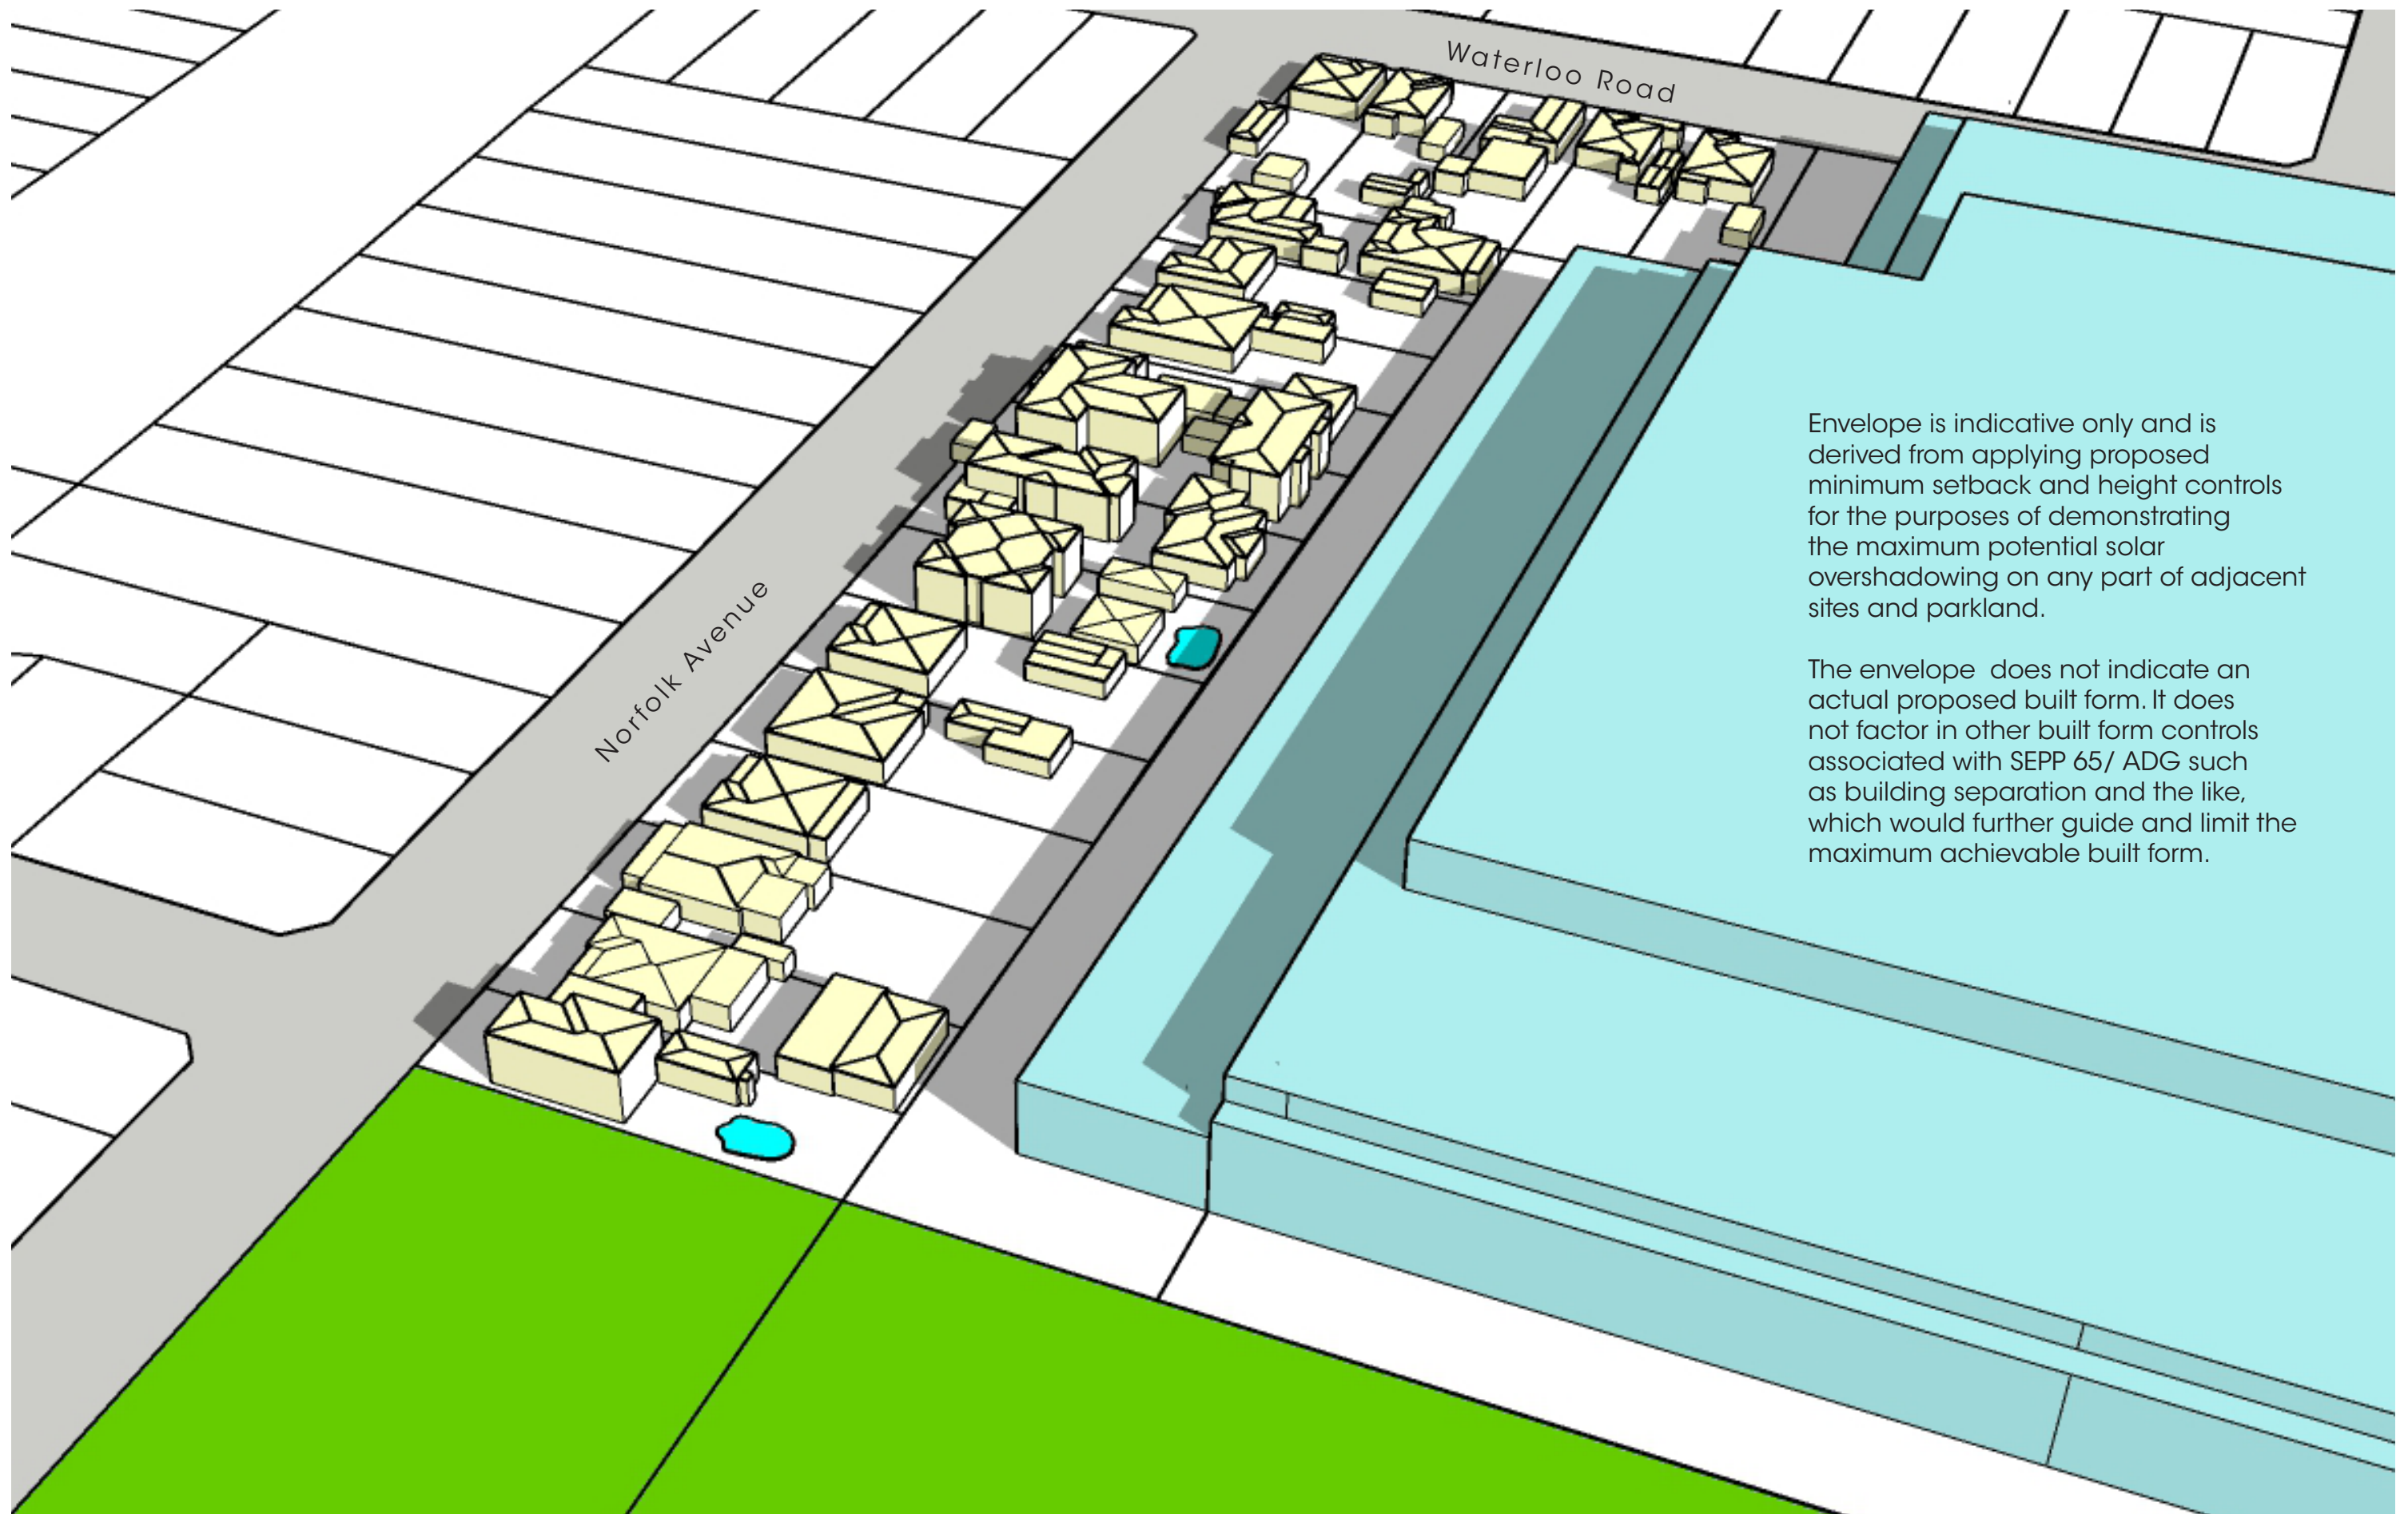 Waterloo Road
Envelope is indicative only and is
derived from applying proposed
minimum setback and height controls
for the purposes of demonstrating
the maximum potential solar
overshadowing on any part of adjacent
sites and parkland.
The envelope  does not indicate an
actual proposed built form. It does
not factor in other built form controls
associated with SEPP 65/ ADG such
as building separation and the like,
which would further guide and limit the
maximum achievable built form.
Norfolk Avenue